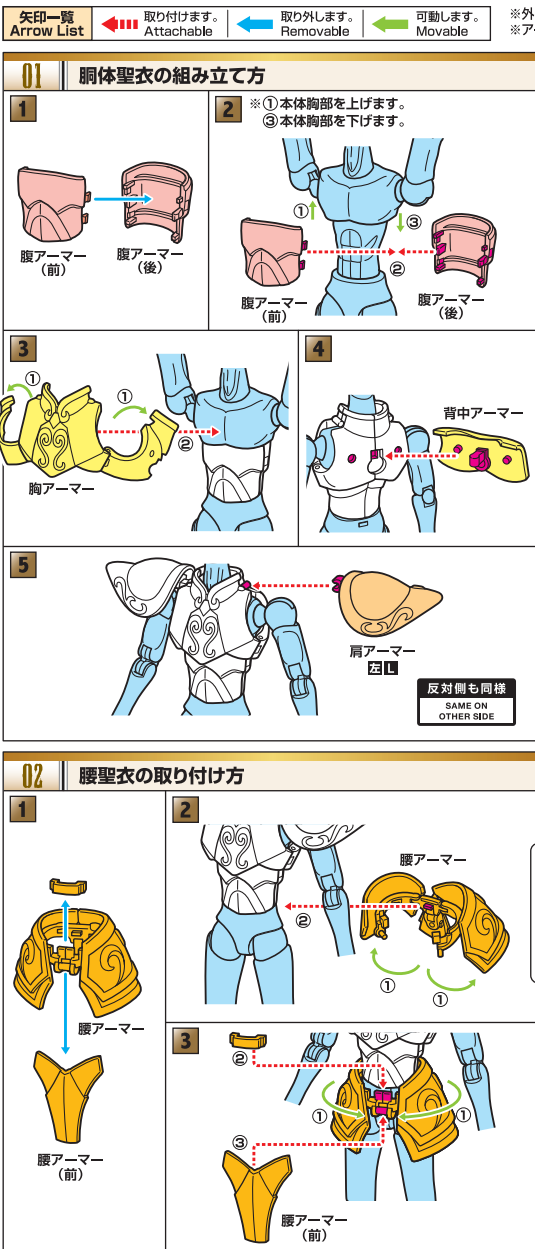 矢印一覧
Arrow List
取り付けます。
Attachable
取り外します。
Removable
可動します。
Movable
※外
※ア
01 胴体聖衣の組み立て方
1
腹アーマー
（前）
腹アーマー
（後）
2
※①本体胸部を上げます。
③本体胸部を下げます。
①
③
②
腹アーマー
（前）
腹アーマー
（後）
3
①
①
②
胸アーマー
4
背中アーマー
5
肩アーマー
左 L
反対側も同様
SAME ON
OTHER SIDE
02 腰聖衣の取り付け方
1
腰アーマー
腰アーマー
（前）
2
腰アーマー
②
①
①
3
②
①
①
③
腰アーマー
（前）